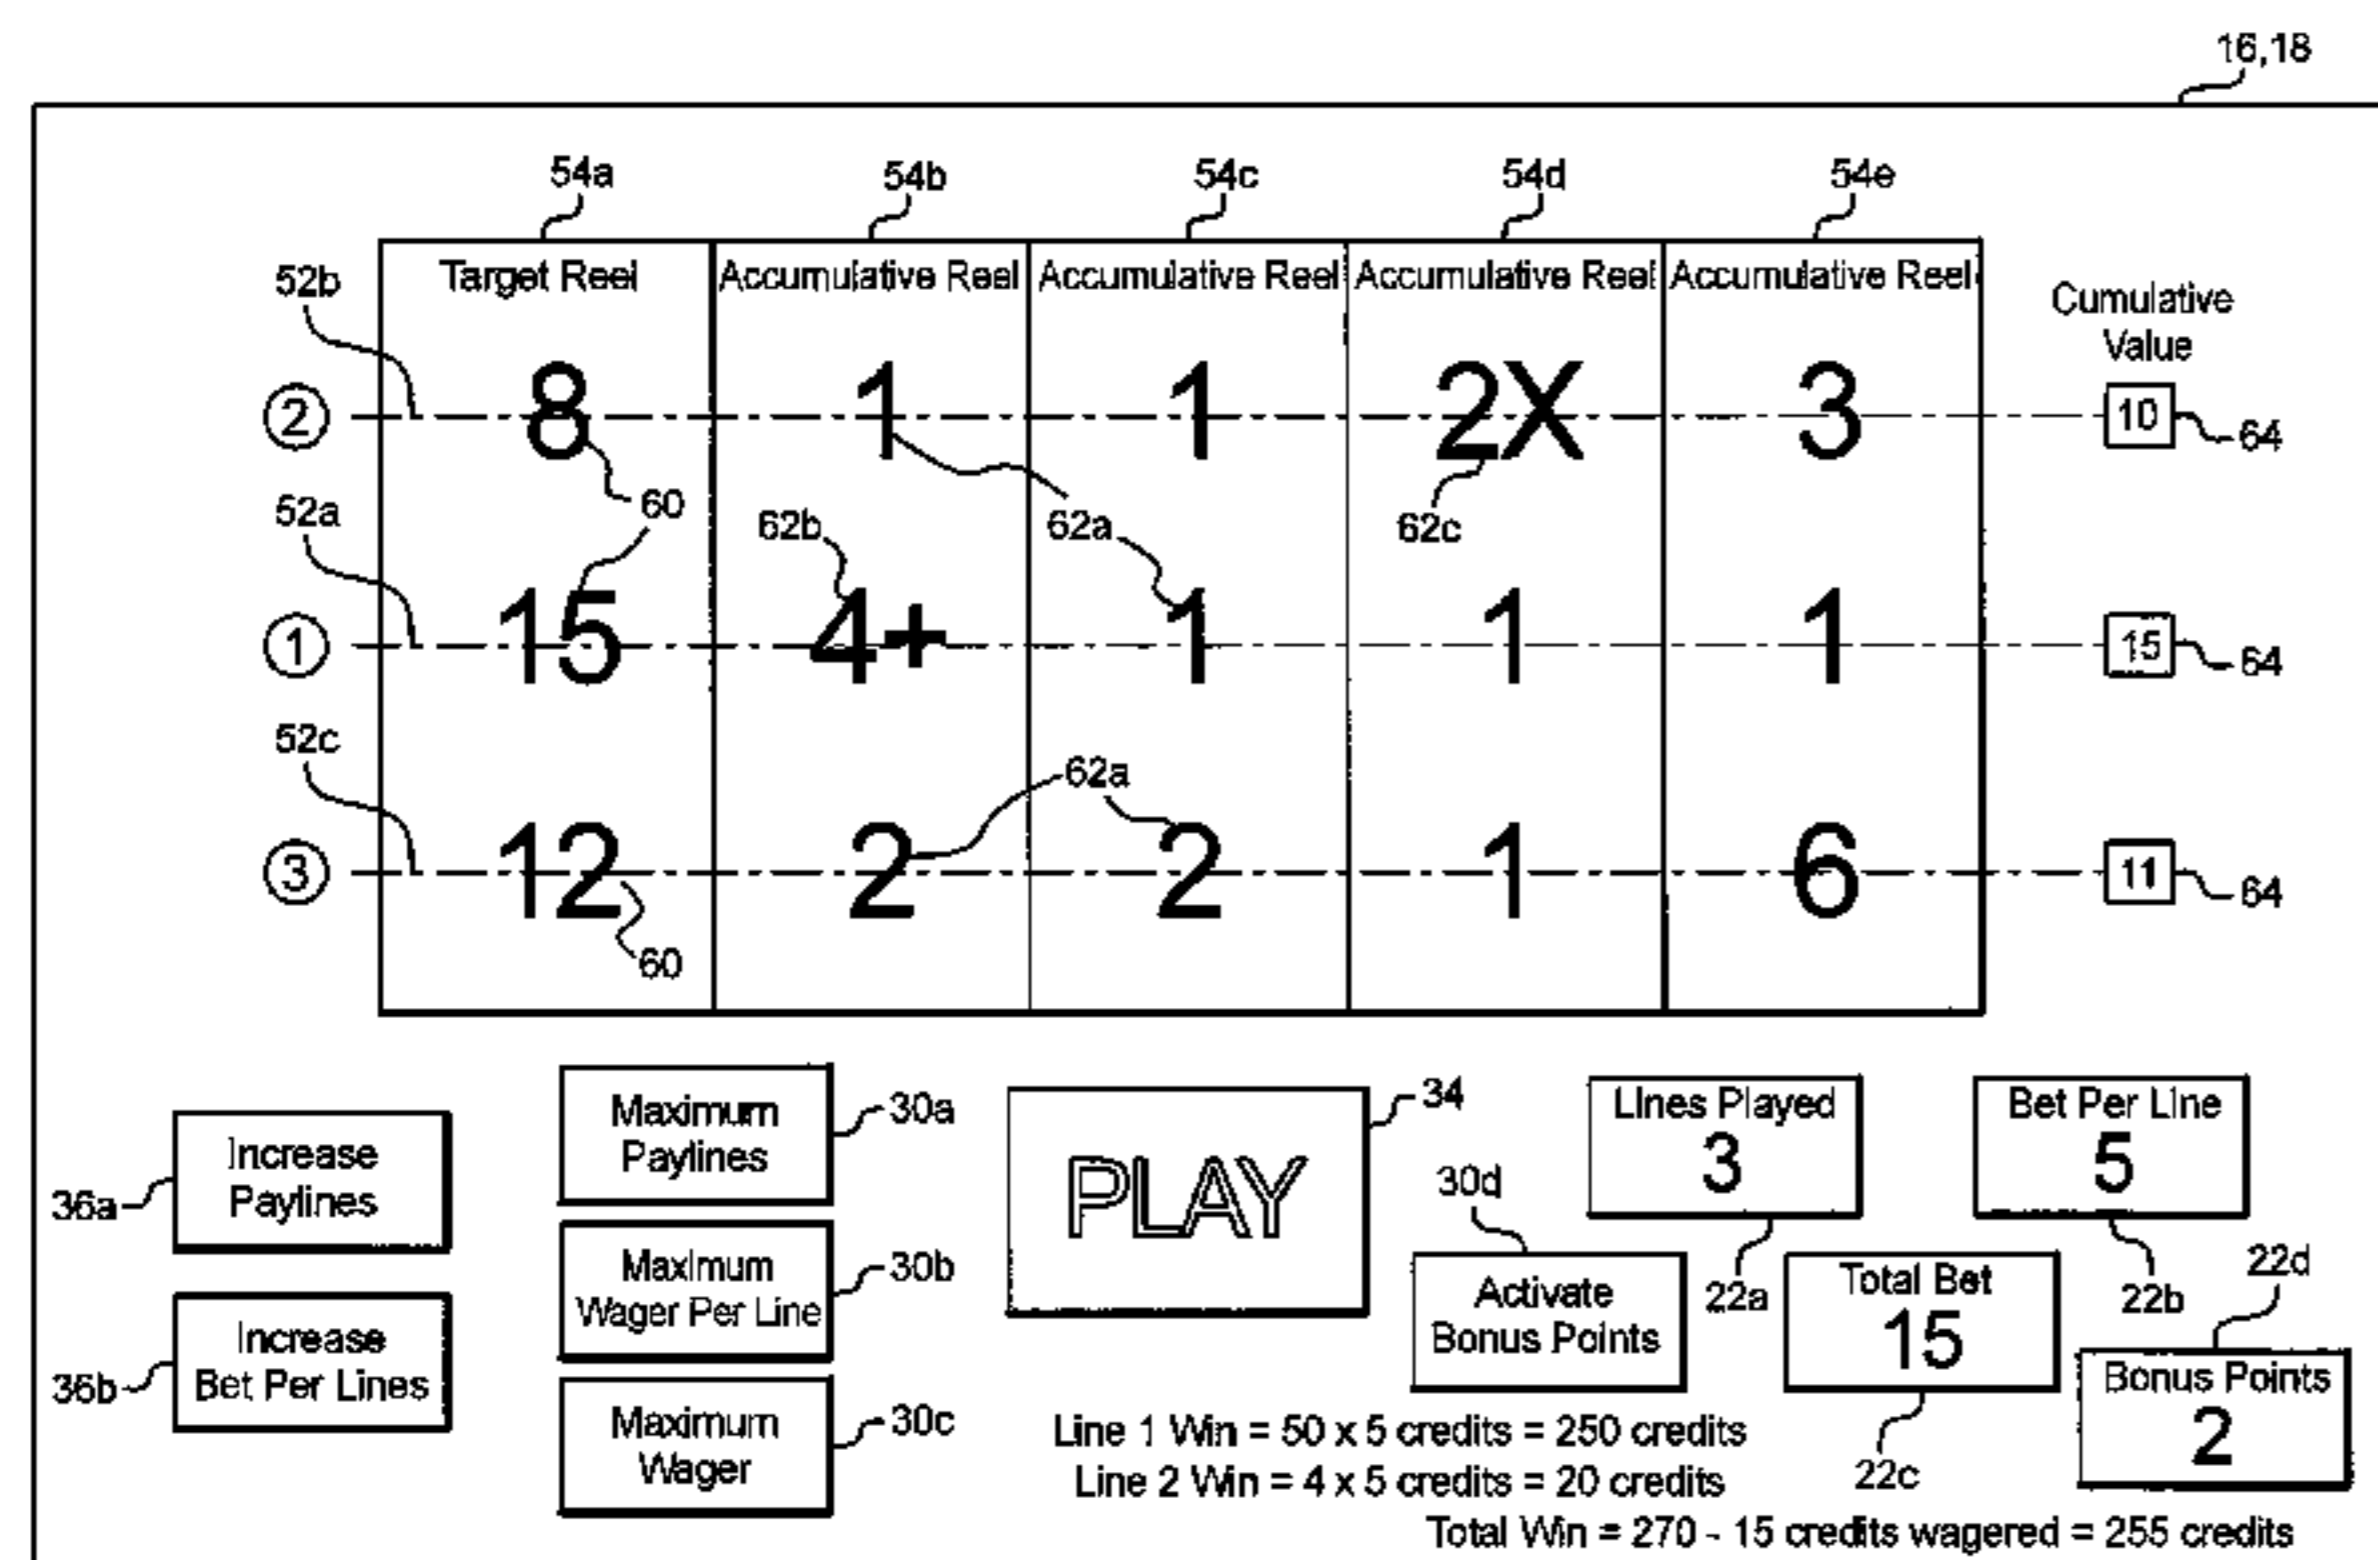 16,18
54a 54b 54c 54d 54e
Target Reel Accumulative Reel Accumulative Reel Accumulative Reel Accumulative Reel
52b
Cumulative
Value
2 8 1 1 2X 3 10 64
60 62a 62c
52a 62b
1 15 4+ 1 1 1 15 64
52c 62a
3 12 2 2 1 6 11 64
60
Increase
Paylines
36a
Increase
Bet Per Lines
36b
Maximum
Paylines
30a
Maximum
Wager Per Line
30b
Maximum
Wager
30c
PLAY
34
Lines Played
3
22a
Bet Per Line
5
22b
30d
Activate
Bonus Points
Total Bet
15
22c
22d
Bonus Points
2
Line 1 Win = 50 x 5 credits = 250 credits
Line 2 Win = 4 x 5 credits = 20 credits
Total Win = 270 - 15 credits wagered = 255 credits